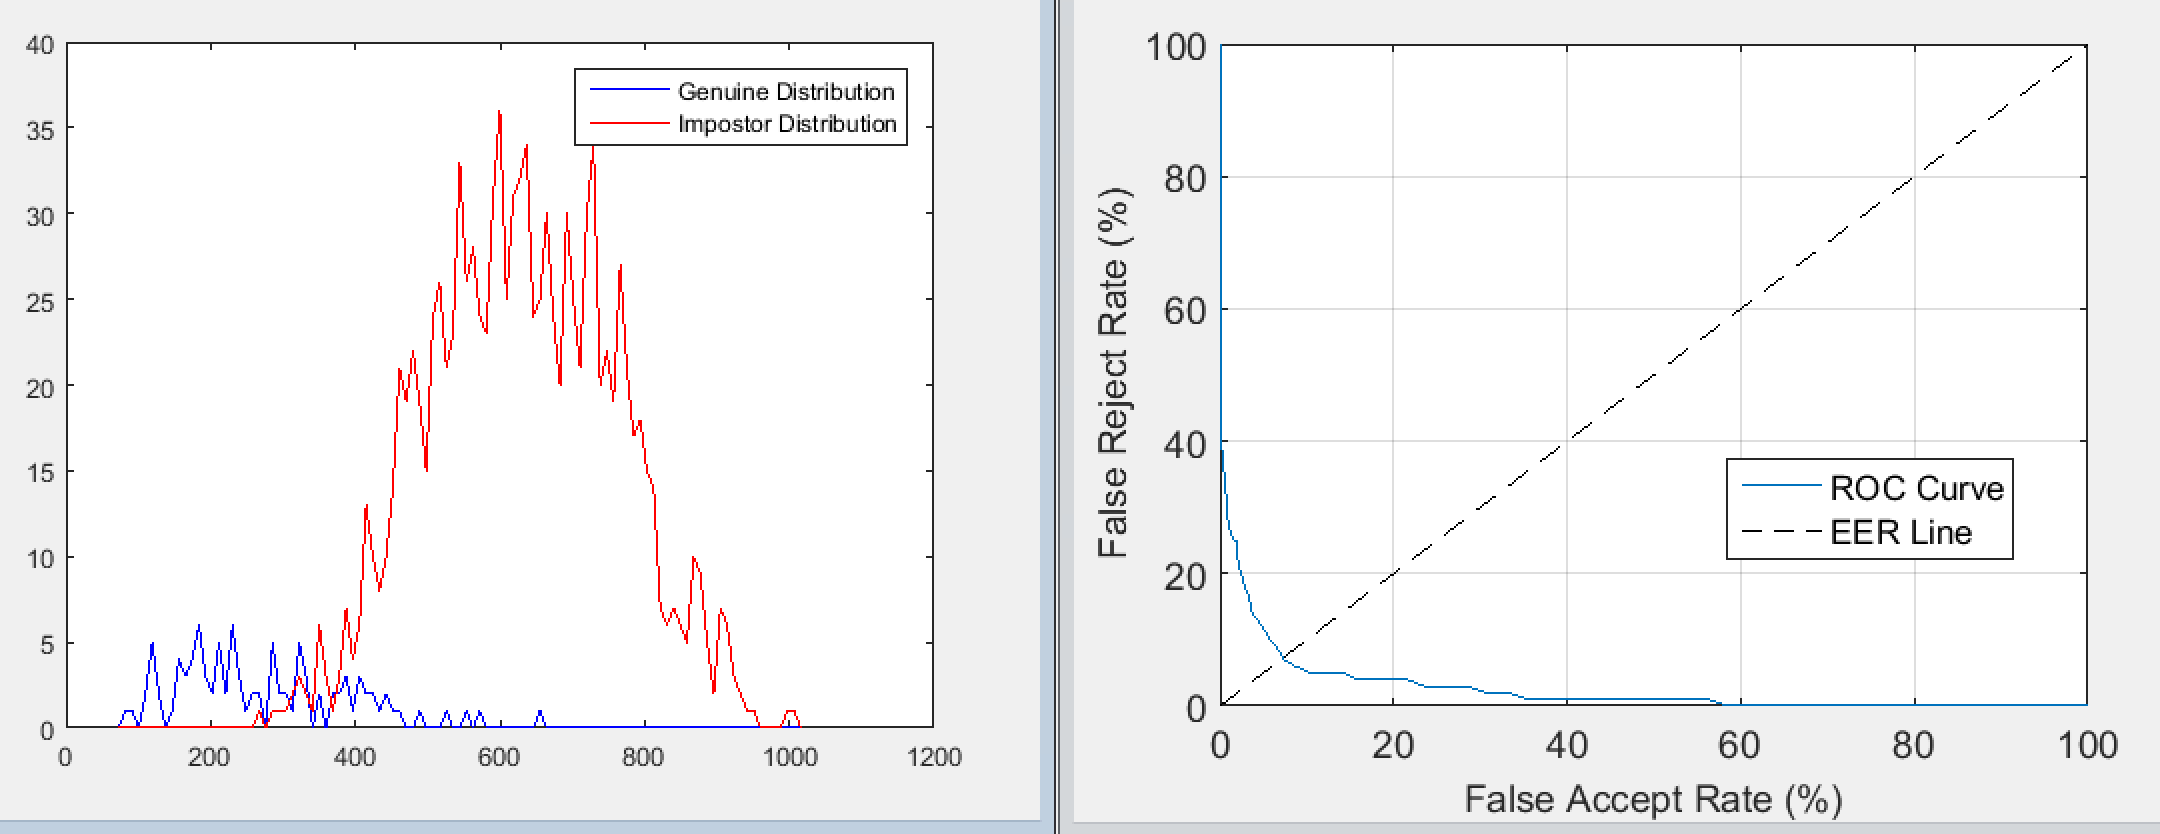 40
35
30
25
20
15
10
5
0
0 200 400 600 800 1000 1200
Genuine Distribution
Impostor Distribution
100
80
60
40
20
0
0 20 40 60 80 100
False Reject Rate (%)
False Accept Rate (%)
ROC Curve
EER Line